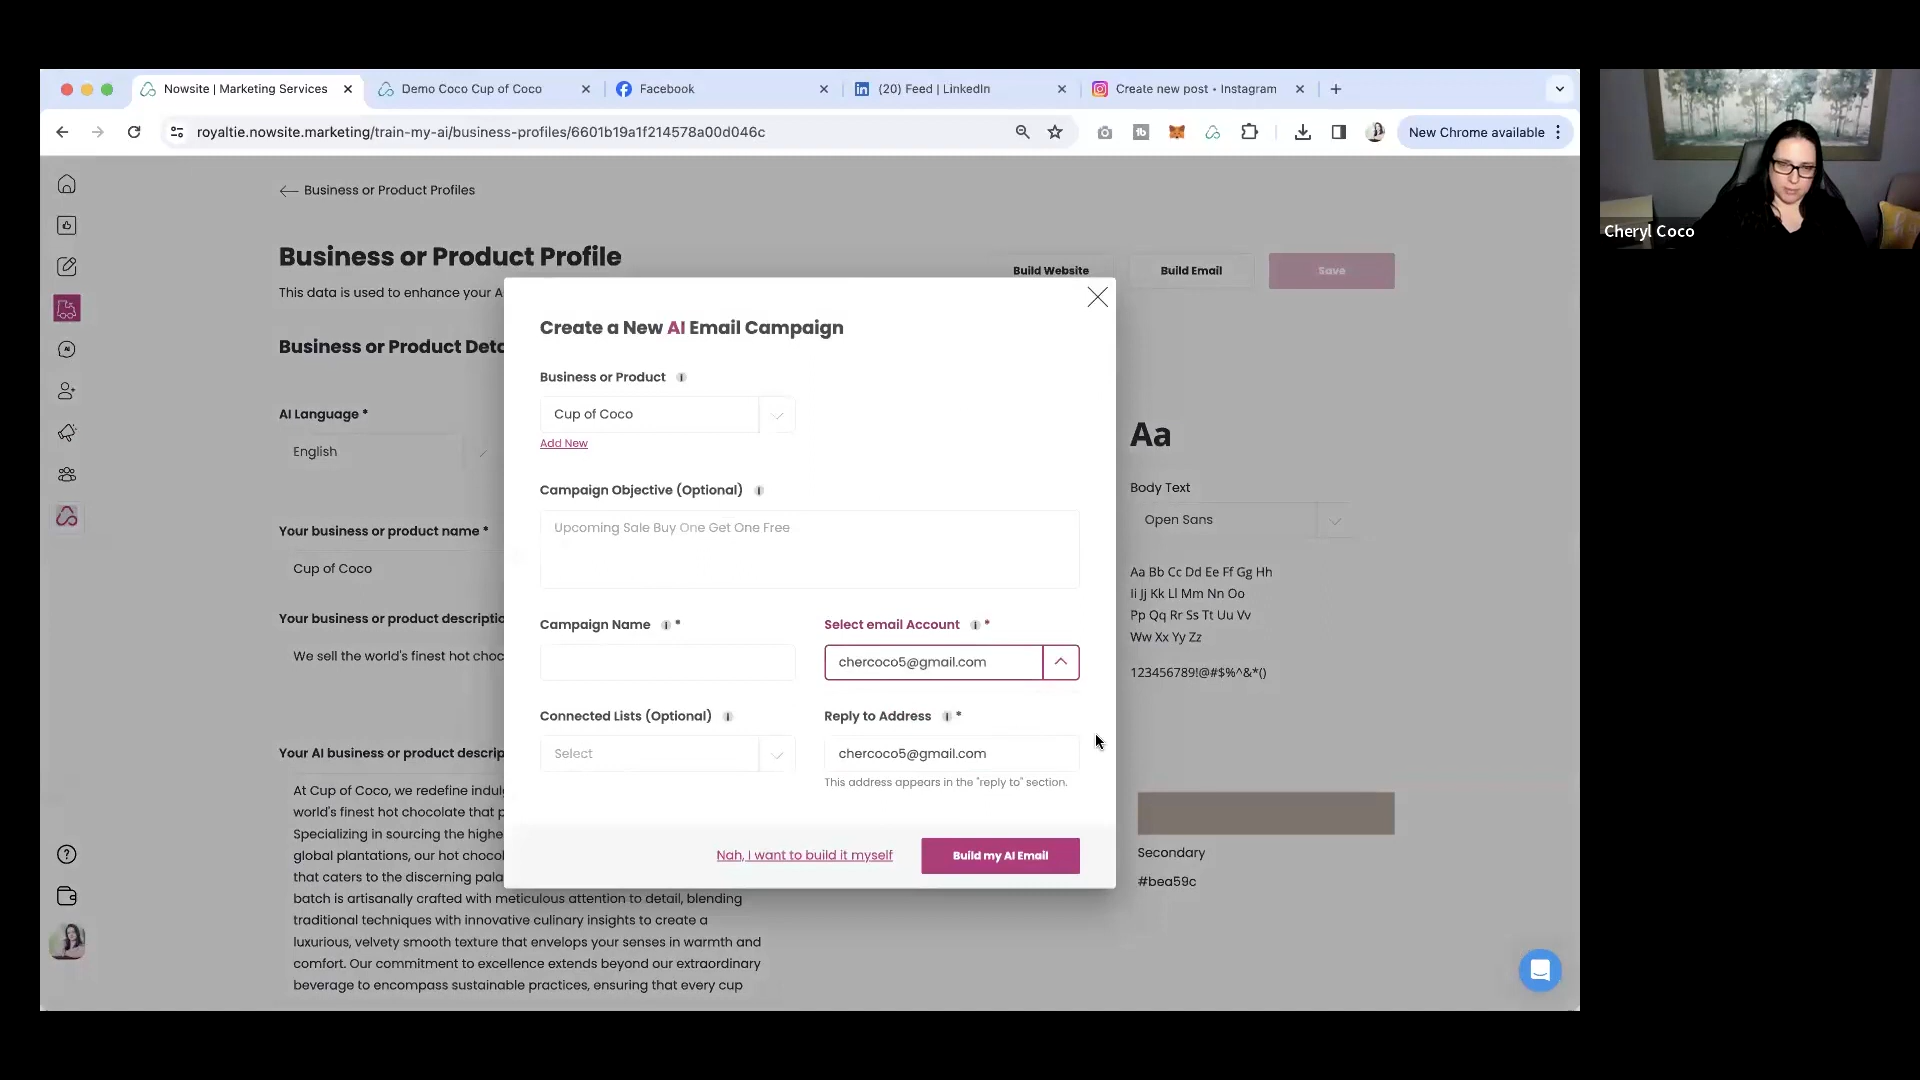 Nowsite | Marketing Services
Demo Coco Cup of Coco
Facebook
(20) Feed | LinkedIn
Create new post • Instagram
royaltie.nowsite.marketing/train-my-ai/business-profiles/6601b19a1f214578a00d046c
New Chrome available
Cheryl Coco
Business or Product Profiles
Business or Product Profile
This data is used to enhance your A
Build Website
Build Email
Save
Business or Product Deta
AI Language *
English
Your business or product name *
Cup of Coco
Your business or product descriptio
We sell the world's finest hot choc
Your AI business or product descrip
At Cup of Coco, we redefine indul
world's finest hot chocolate that p
Specializing in sourcing the highe
global plantations, our hot chocol
that caters to the discerning pala
batch is artisanally crafted with meticulous attention to detail, blending
traditional techniques with innovative culinary insights to create a
luxurious, velvety smooth texture that envelops your senses in warmth and
comfort. Our commitment to excellence extends beyond our extraordinary
beverage to encompass sustainable practices, ensuring that every cup
Create a New AI Email Campaign
Business or Product
Cup of Coco
Add New
Campaign Objective (Optional)
Upcoming Sale Buy One Get One Free
Campaign Name *
Select email Account *
chercoco5@gmail.com
Connected Lists (Optional)
Select
Reply to Address *
chercoco5@gmail.com
This address appears in the "reply to" section.
Nah, I want to build it myself
Build my AI Email
Aa
Body Text
Open Sans
Aa Bb Cc Dd Ee Ff Gg Hh
Ii Jj Kk Ll Mm Nn Oo
Pp Qq Rr Ss Tt Uu Vv
Ww Xx Yy Zz
123456789!@#$%^&*()
Secondary
#bea59c